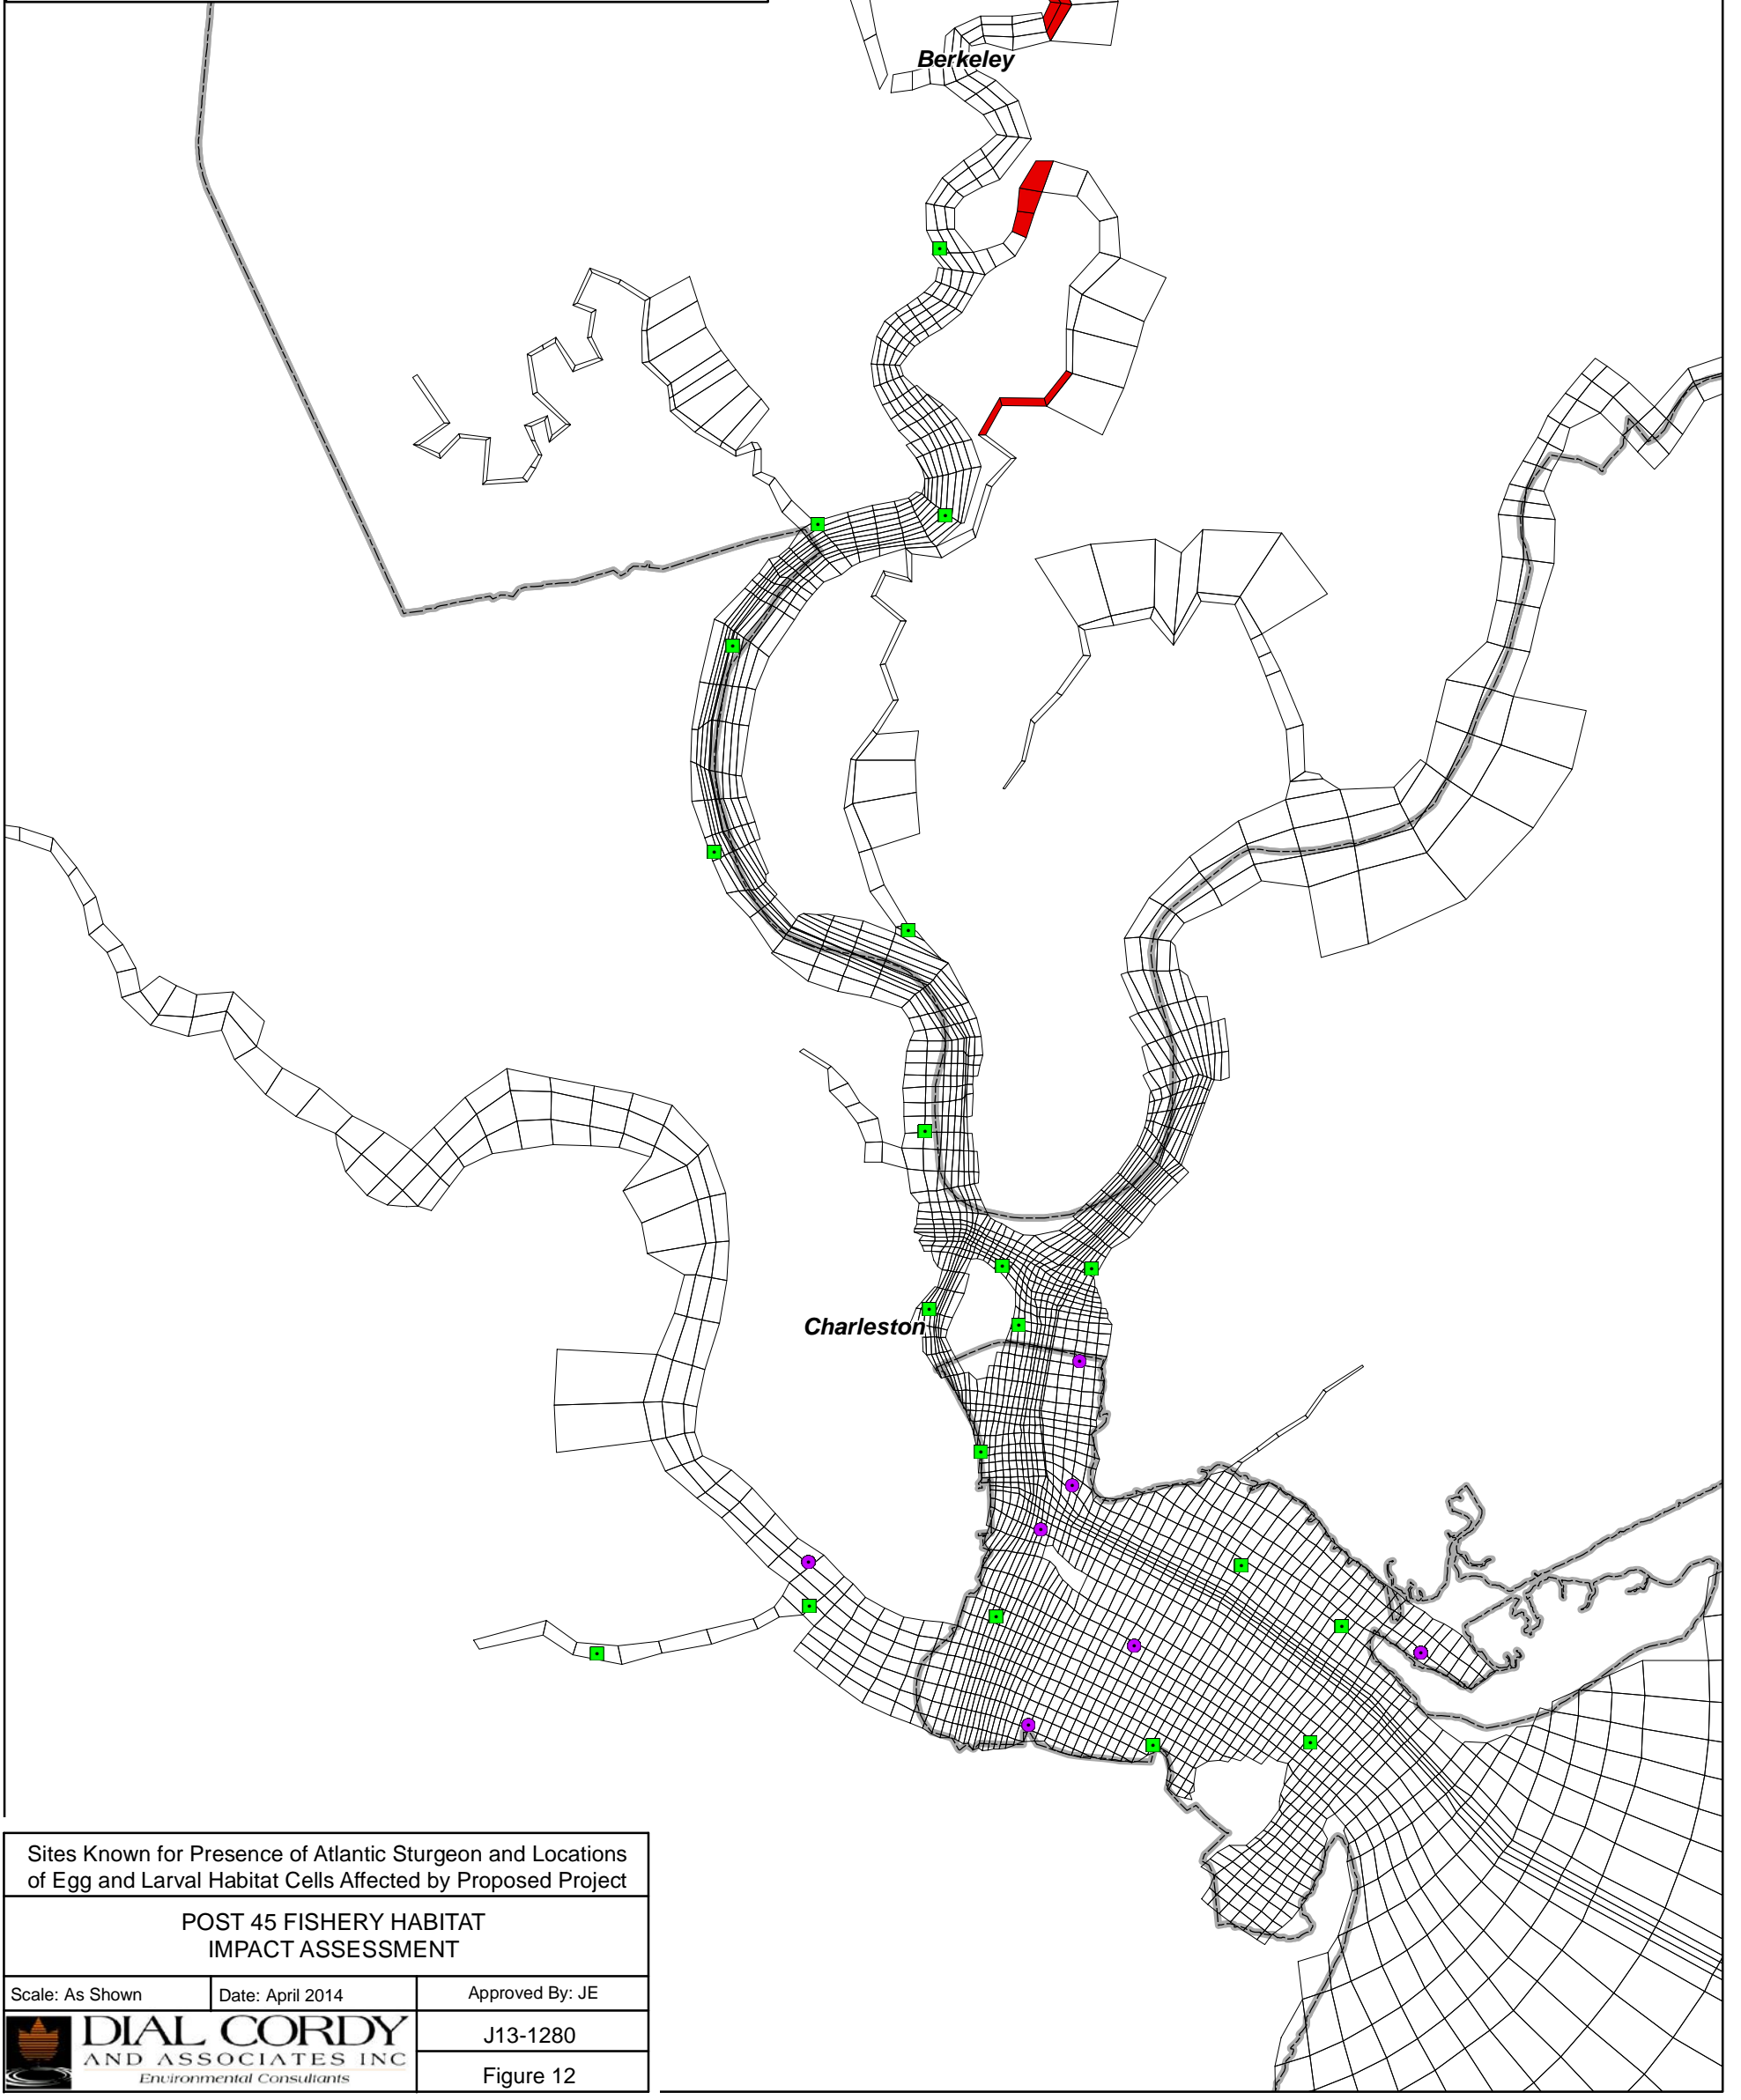 Berkeley
Charleston
Sites Known for Presence of Atlantic Sturgeon and Locations
of Egg and Larval Habitat Cells Affected by Proposed Project
POST 45 FISHERY HABITAT
IMPACT ASSESSMENT
Scale: As Shown
Date: April 2014
Approved By: JE
DIAL CORDY
AND ASSOCIATES INC
Environmental Consultants
J13-1280
Figure 12